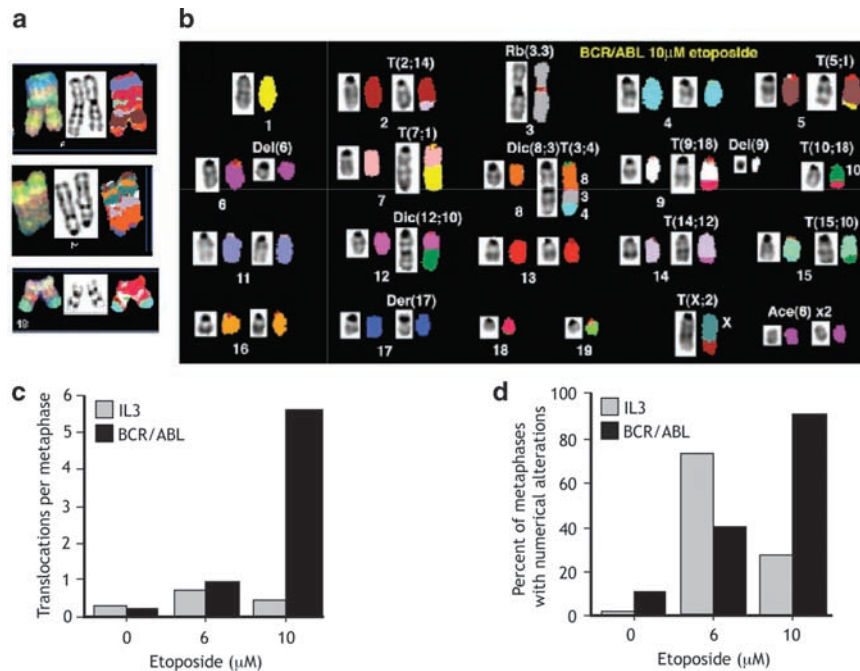 a
b
BCR/ABL 10μM etoposide
T(2;14)
Rb(3.3)
T(5;I)
1
2
3
4
5
Del(6)
T(7;1)
Dic(8;3)T(3;4)
T(9;18)
Del(9)
T(10;18)
8
3
4
10
6
7
8
9
Dic(12;10)
T(14;12)
T(15;10)
11
12
13
14
15
Der(17)
T(X;2)
X
Ace(6) x2
16
17
18
19
c
Translocations per metaphase
6
5
4
3
2
1
0
IL3
BCR/ABL
0
6
10
Etoposide (μM)
d
Percent of metaphases
with numerical alterations
100
80
60
40
20
0
IL3
BCR/ABL
0
6
10
Etoposide (μM)